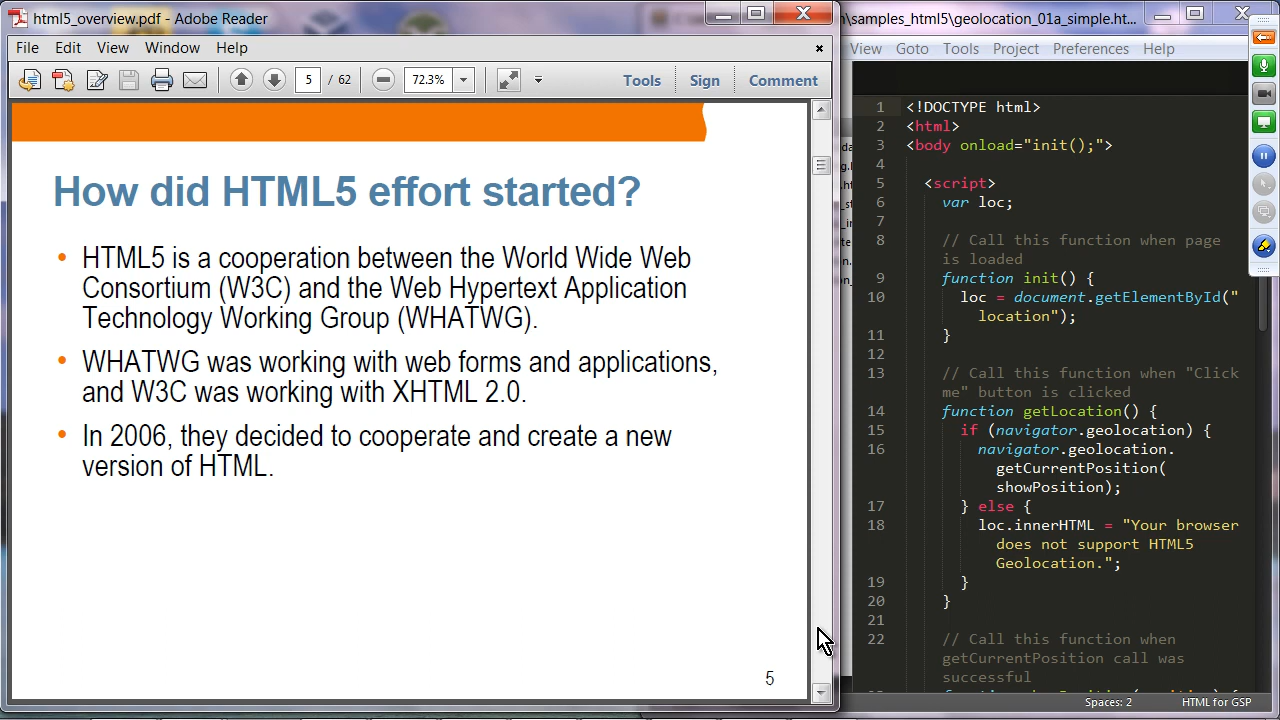 html5_overview.pdf - Adobe Reader
File Edit View Window Help
5 / 62 72.3% Tools Sign Comment
How did HTML5 effort started?
• HTML5 is a cooperation between the World Wide Web
Consortium (W3C) and the Web Hypertext Application
Technology Working Group (WHATWG).
• WHATWG was working with web forms and applications,
and W3C was working with XHTML 2.0.
• In 2006, they decided to cooperate and create a new
version of HTML.
5
\samples_html5\geolocation_01a_simple.ht...
View Goto Tools Project Preferences Help
1 <!DOCTYPE html>
2 <html>
3 <body onload="init();">
4
5 <script>
6 var loc;
7
8 // Call this function when page
is loaded
9 function init() {
10 loc = document.getElementById("
location");
11 }
12
13 // Call this function when "Click
me" button is clicked
14 function getLocation() {
15 if (navigator.geolocation) {
16 navigator.geolocation.
getCurrentPosition(
showPosition);
17 } else {
18 loc.innerHTML = "Your browser
does not support HTML5
Geolocation.";
19 }
20 }
21
22 // Call this function when
getCurrentPosition call was
successful
Spaces: 2 HTML for GSP